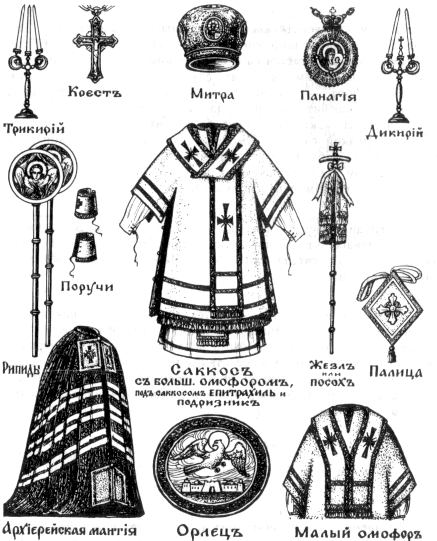 Крестъ
Митра
Панагія
Трикирій
Дикирій
Поручи
Рипиды
Саккосъ
съ больш. омофоромъ,
подъ саккосомъ епитрахиль и
подризникъ
Жезлъ
или
посохъ
Палица
Архіерейская мантія
Орлецъ
Малый омофоръ